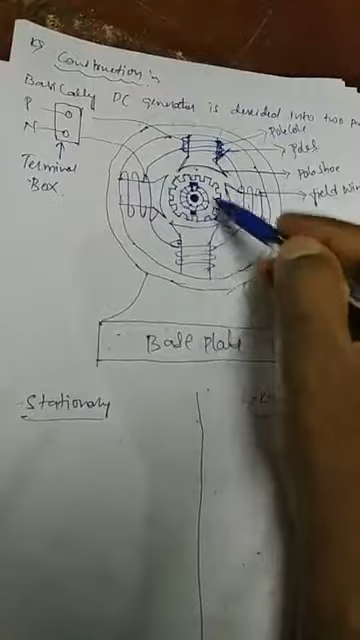 Construction :-
Basically DC generator is devided into two
P
N
Terminal
Box
Pole core
Poles
pole shoe
field win
Base plate
Stationary